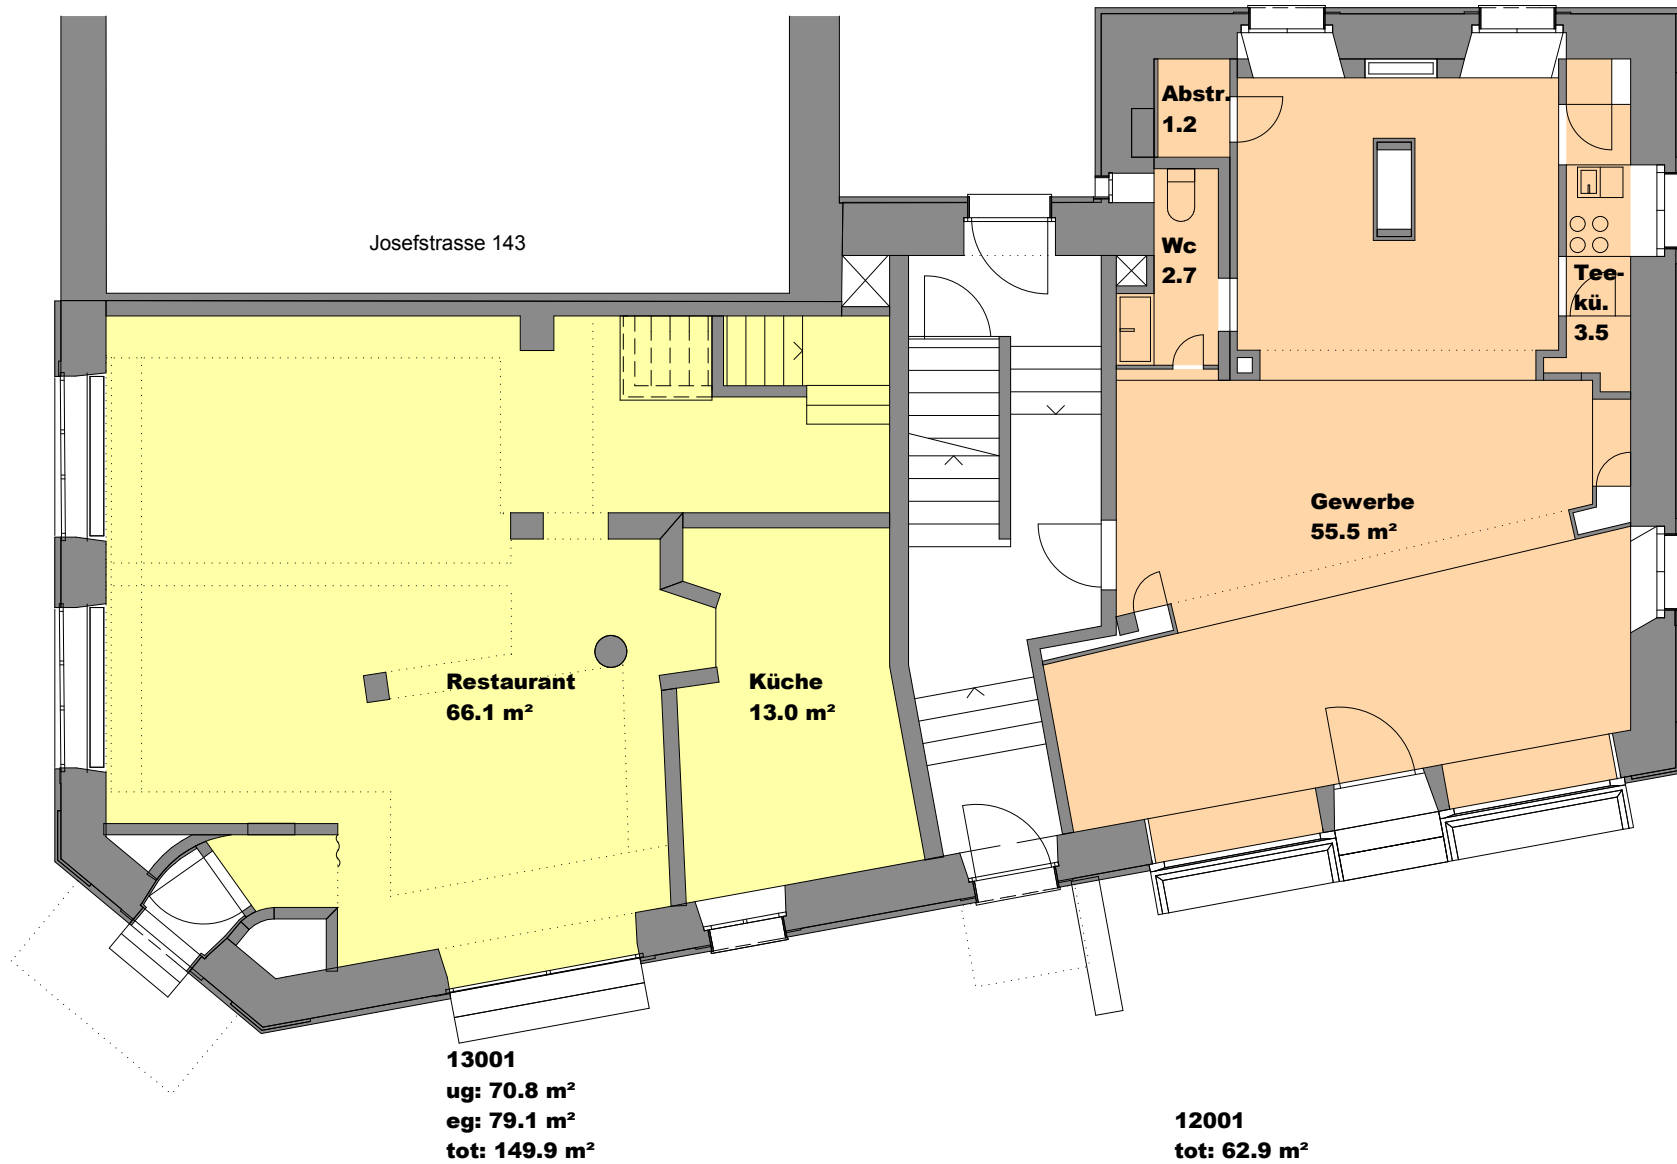 Abstr.
1.2
Josefstrasse 143
Wc
2.7
Tee-
kü.
3.5
Gewerbe
55.5 m²
Restaurant
66.1 m²
Küche
13.0 m²
13001
ug: 70.8 m²
eg: 79.1 m²
tot: 149.9 m²
12001
tot: 62.9 m²